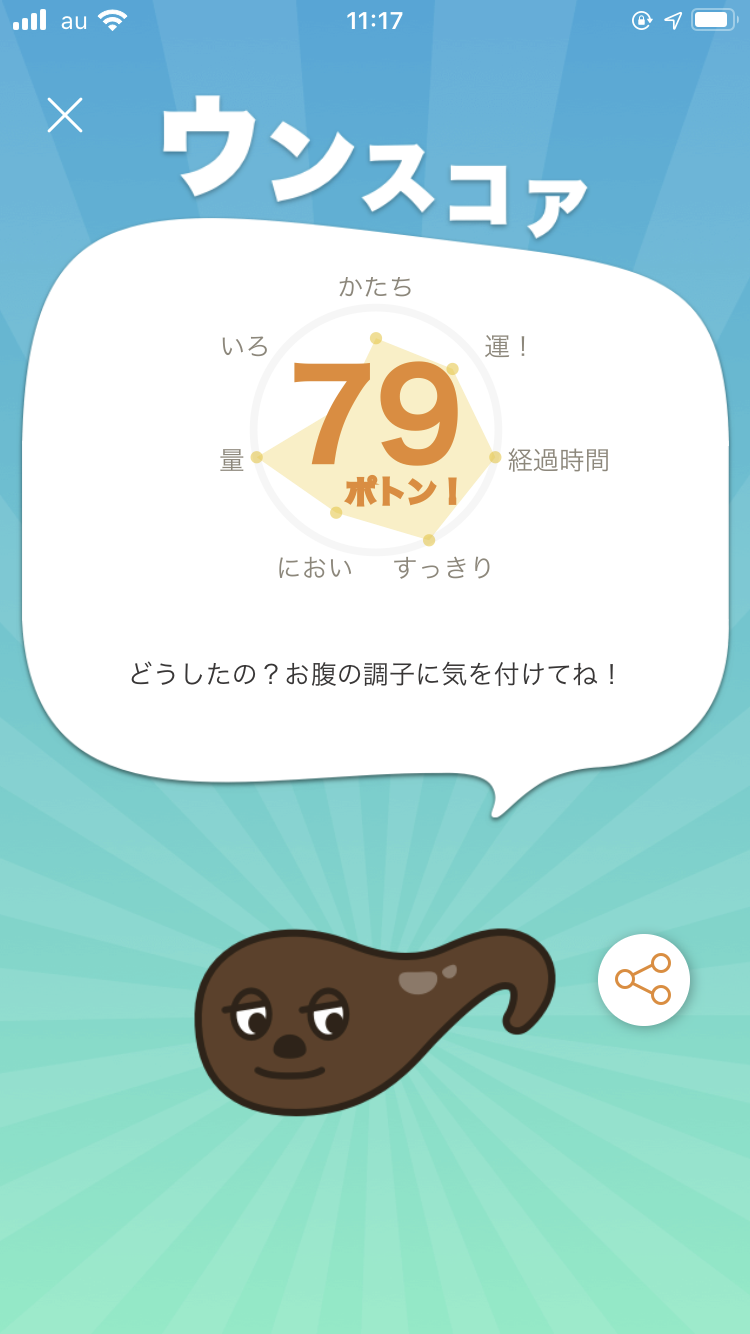 au 11:17
ウンスコァ
かたち
いろ 運!
79
量 経過時間
ポトン!
におい すっきり
どうしたの?お腹の調子に気を付けてね!